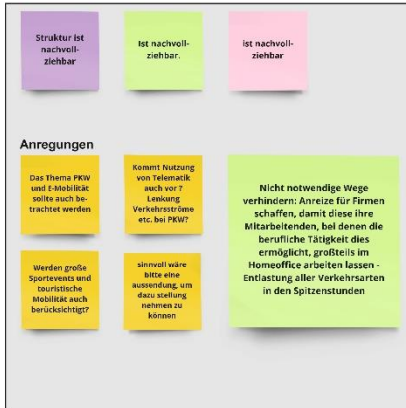 Struktur ist
nachvoll-
ziehbar
Ist nachvoll-
ziehbar.
ist nachvoll-
ziehbar
Anregungen
Das Thema PKW
und E-Mobilität
sollte auch be-
trachtet werden
Kommt Nutzung
von Telematik
auch vor ?
Lenkung
Verkehrsströme
etc. bei PKW?
Nicht notwendige Wege
verhindern: Anreize für Firmen
schaffen, damit diese ihre
Mitarbeitenden, bei denen die
berufliche Tätigkeit dies
ermöglicht, großteils im
Homeoffice arbeiten lassen -
Entlastung aller Verkehrsarten
in den Spitzenstunden
Werden große
Sportevents und
touristische
Mobilität auch
berücksichtigt?
sinnvoll wäre
bitte eine
aussendung, um
dazu stellung
nehmen zu
können